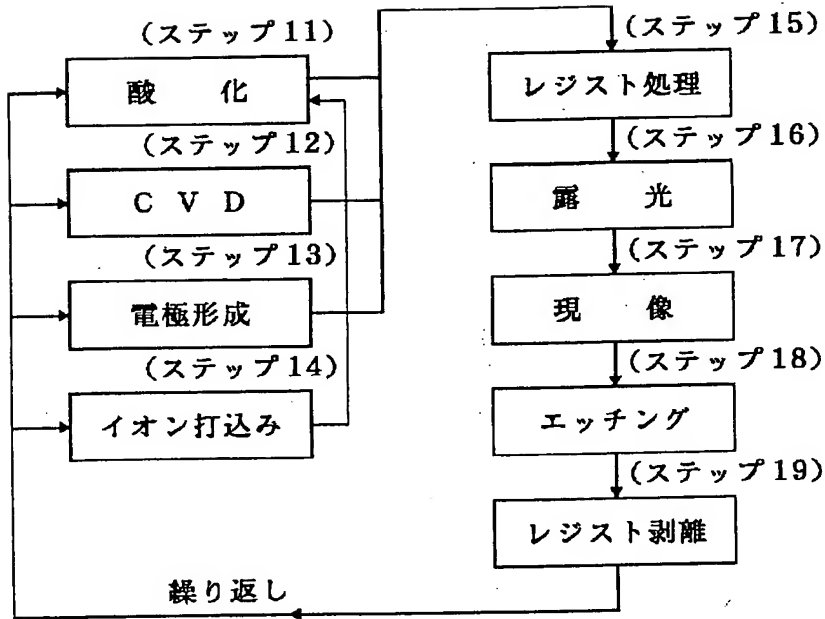 (ステップ11)
酸 化
(ステップ12)
C V D
(ステップ13)
電極形成
(ステップ14)
イオン打込み
(ステップ15)
レジスト処理
(ステップ16)
露 光
(ステップ17)
現 像
(ステップ18)
エッチング
(ステップ19)
レジスト剥離
繰り返し